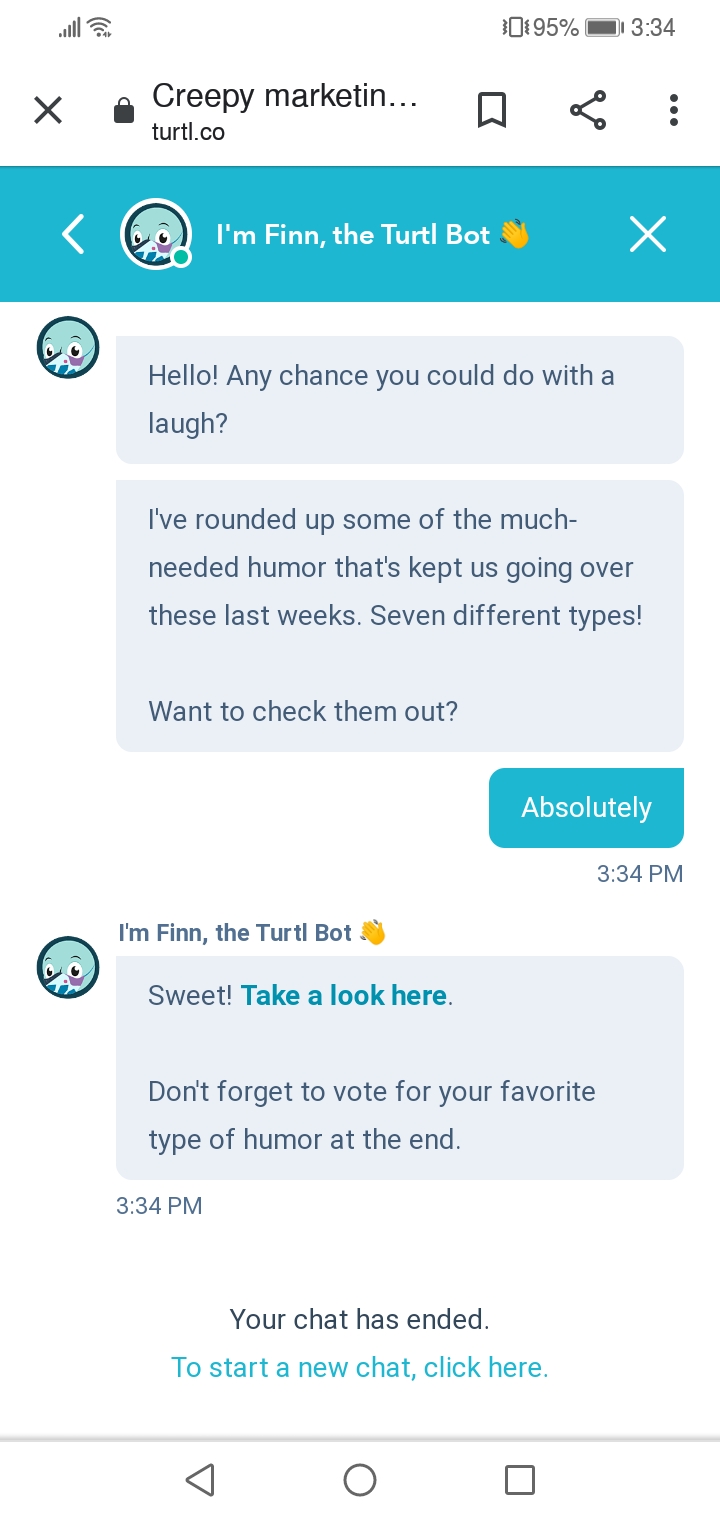 95% 3:34
Creepy marketin...
turtl.co
I'm Finn, the Turtl Bot 👋
Hello! Any chance you could do with a
laugh?
I've rounded up some of the much-
needed humor that's kept us going over
these last weeks. Seven different types!
Want to check them out?
Absolutely
3:34 PM
I'm Finn, the Turtl Bot 👋
Sweet! Take a look here.
Don't forget to vote for your favorite
type of humor at the end.
3:34 PM
Your chat has ended.
To start a new chat, click here.